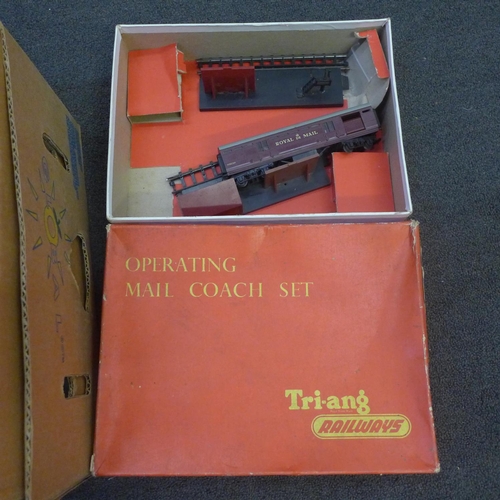 ROYAL MAIL
OPERATING
MAIL COACH SET
Tri-ang
RAILWAYS